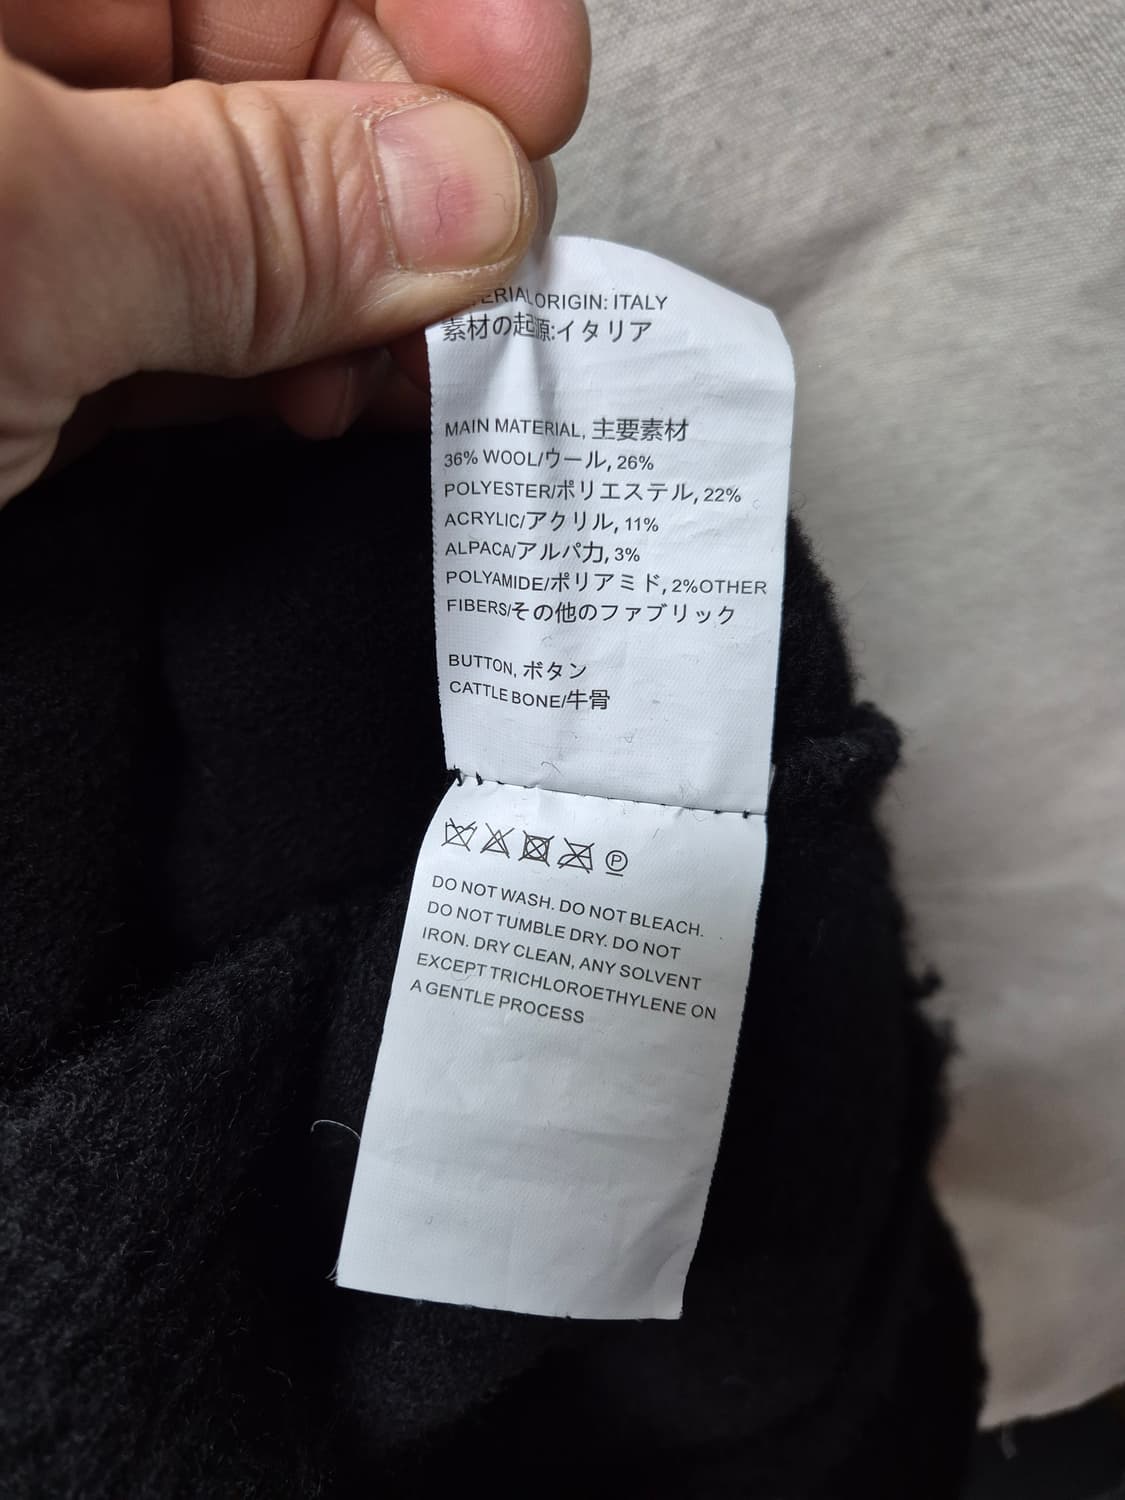 ORIGIN: ITALY
素材の起源:イタリア
MAIN MATERIAL, 主要素材
36% WOOL/ウール, 26%
POLYESTER/ポリエステル, 22%
ACRYLIC/アクリル, 11%
ALPACA/アルパカ, 3%
POLYAMIDE/ポリアミド, 2%OTHER
FIBERS/その他のファブリック
BUTTON, ボタン
CATTLE BONE/牛骨
P
DO NOT WASH. DO NOT BLEACH.
DO NOT TUMBLE DRY. DO NOT
IRON. DRY CLEAN, ANY SOLVENT
EXCEPT TRICHLOROETHYLENE ON
A GENTLE PROCESS